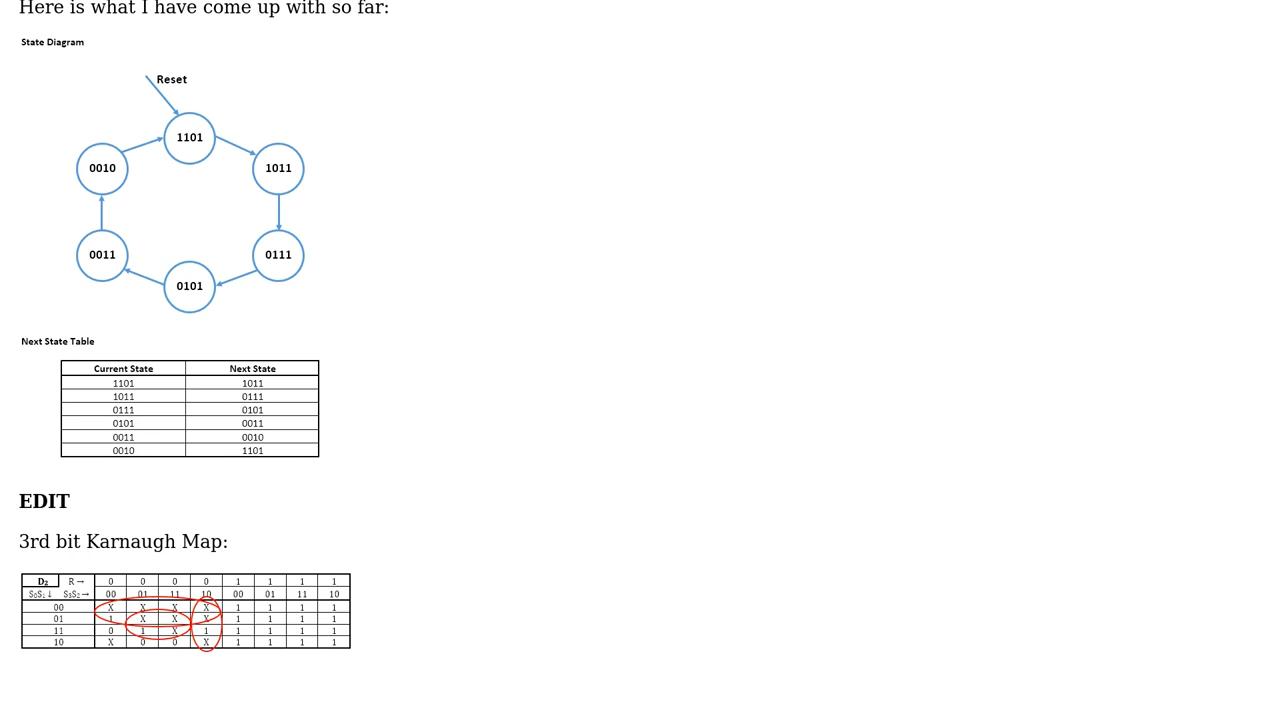 Here is what I have come up with so far:
State Diagram
Reset
1101
0010
1011
0011
0111
0101
Next State Table
Current State Next State
1101 1011
1011 0111
0111 0101
0101 0011
0011 0010
0010 1101
EDIT
3rd bit Karnaugh Map:
D₂ R→ 0 0 0 0 1 1 1 1
S₀S₁↓ S₃S₂→ 00 01 11 10 00 01 11 10
00 X X X X 1 1 1 1
01 1 X X X 1 1 1 1
11 0 1 X 1 1 1 1 1
10 X 0 0 X 1 1 1 1